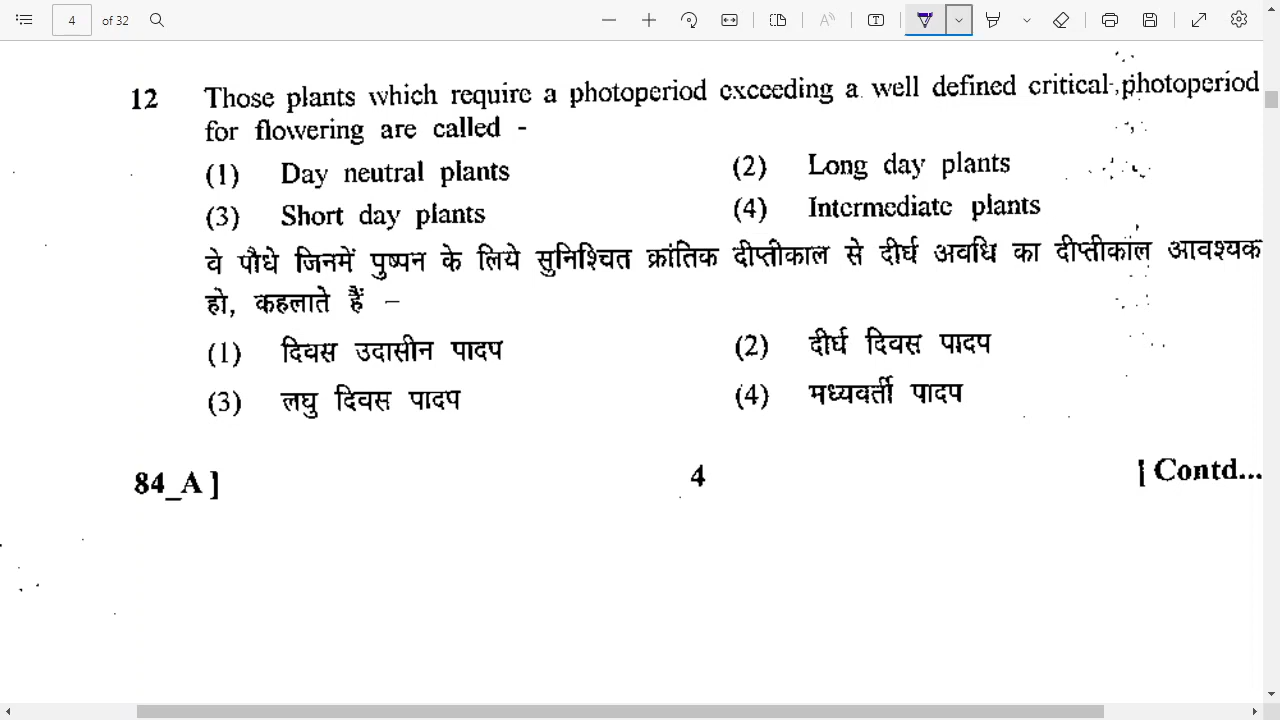 4 of 32
12 Those plants which require a photoperiod exceeding a well defined critical photoperiod
for flowering are called -
(1) Day neutral plants (2) Long day plants
(3) Short day plants (4) Intermediate plants
वे पौधे जिनमें पुष्पन के लिये सुनिश्चित क्रांतिक दीप्तीकाल से दीर्घ अवधि का दीप्तीकाल आवश्यक
हो, कहलाते हैं –
(1) दिवस उदासीन पादप (2) दीर्घ दिवस पादप
(3) लघु दिवस पादप (4) मध्यवर्ती पादप
84_A ] 4 [ Contd...